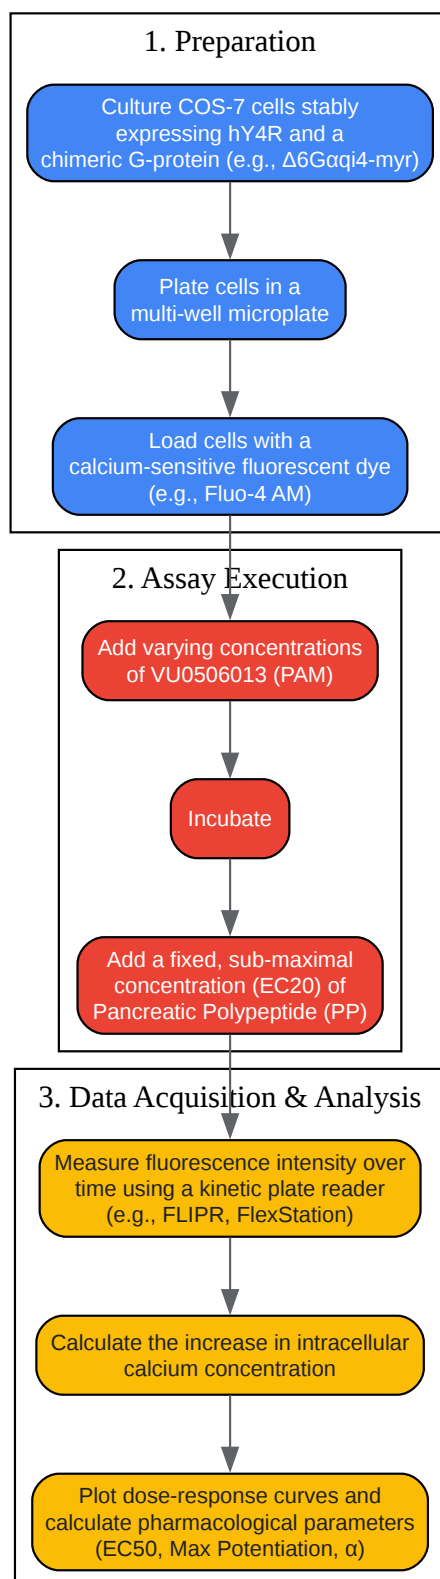 1. Preparation
Culture COS-7 cells stably
expressing hY4R and a
chimeric G-protein (e.g., Δ6Gαqi4-myr)
Plate cells in a
multi-well microplate
Load cells with a
calcium-sensitive fluorescent dye
(e.g., Fluo-4 AM)
2. Assay Execution
Add varying concentrations
of VU0506013 (PAM)
Incubate
Add a fixed, sub-maximal
concentration (EC20) of
Pancreatic Polypeptide (PP)
3. Data Acquisition & Analysis
Measure fluorescence intensity over
time using a kinetic plate reader
(e.g., FLIPR, FlexStation)
Calculate the increase in intracellular
calcium concentration
Plot dose-response curves and
calculate pharmacological parameters
(EC50, Max Potentiation, α)